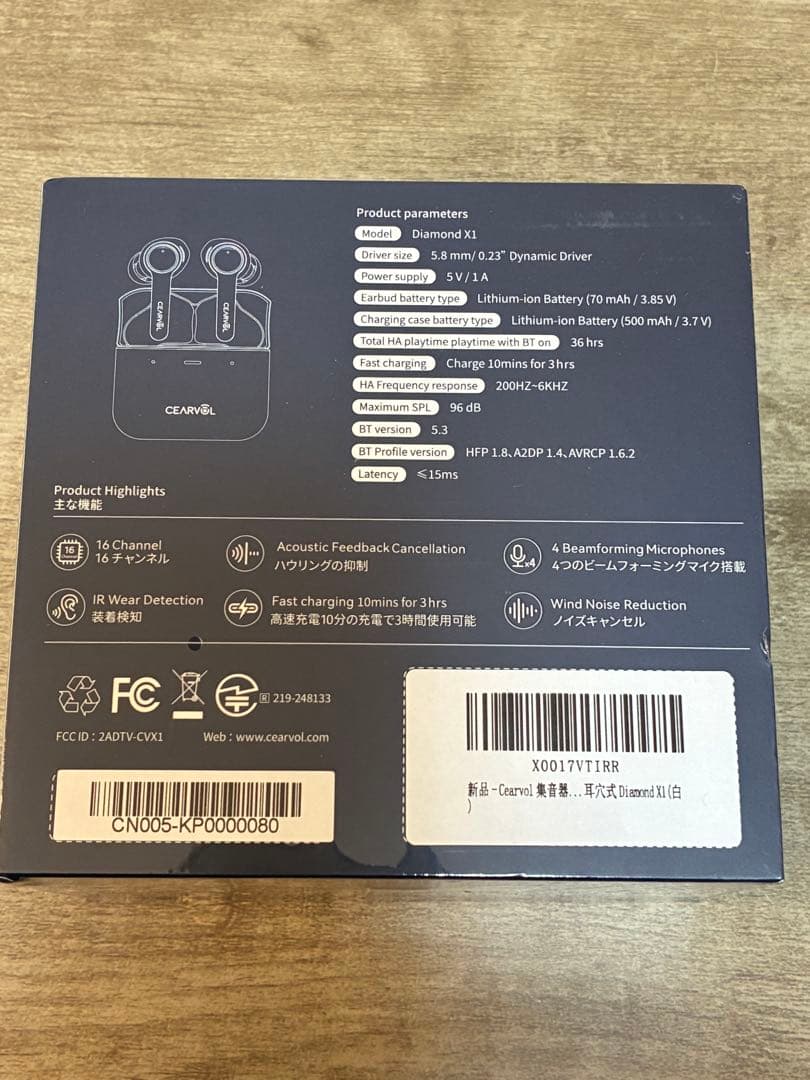 Product parameters
Model Diamond X1
Driver size 5.8 mm/ 0.23" Dynamic Driver
Power supply 5 V / 1 A
Earbud battery type Lithium-ion Battery (70 mAh / 3.85 V)
Charging case battery type Lithium-ion Battery (500 mAh / 3.7 V)
Total HA playtime playtime with BT on 36 hrs
Fast charging Charge 10mins for 3hrs
HA Frequency response 200HZ~6KHZ
Maximum SPL 96 dB
BT version 5.3
BT Profile version HFP 1.8、A2DP 1.4、AVRCP 1.6.2
Latency ≤15ms
CEARVOL
CEARVOL
CEARVOL
Product Highlights
主な機能
16
Channel
16 Channel
16 チャンネル
Acoustic Feedback Cancellation
ハウリングの抑制
x4
4 Beamforming Microphones
4つのビームフォーミングマイク搭載
IR Wear Detection
装着検知
Fast charging 10mins for 3hrs
高速充電10分の充電で3時間使用可能
Wind Noise Reduction
ノイズキャンセル
FC R 219-248133
FCC ID : 2ADTV-CVX1 Web : www.cearvol.com
CN005-KP0000080
X0017VTIRR
新品 - Cearvol 集音器...耳穴式 Diamond X1 (白
)